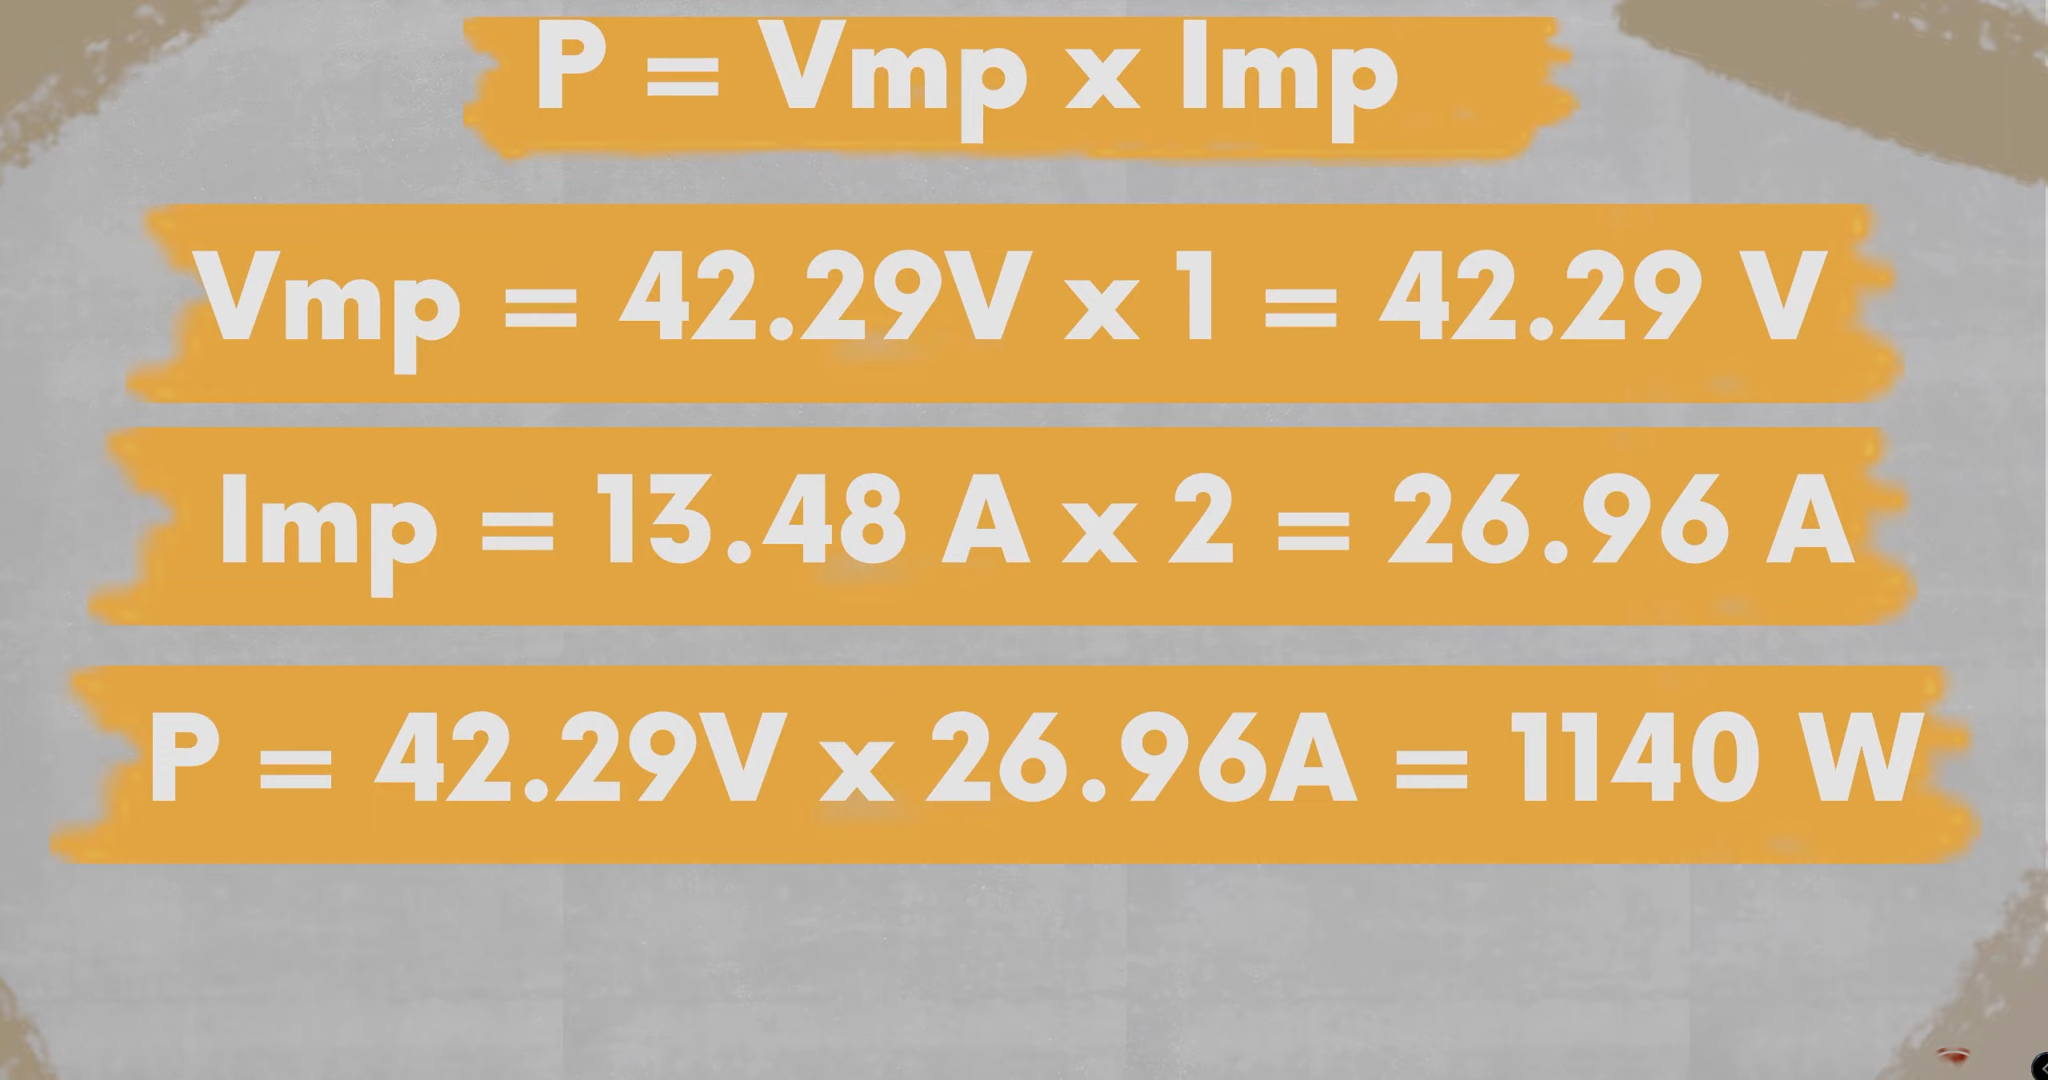 P = Vmp x Imp
Vmp = 42.29V x 1 = 42.29 V
Imp = 13.48 A x 2 = 26.96 A
P = 42.29V x 26.96A = 1140 W